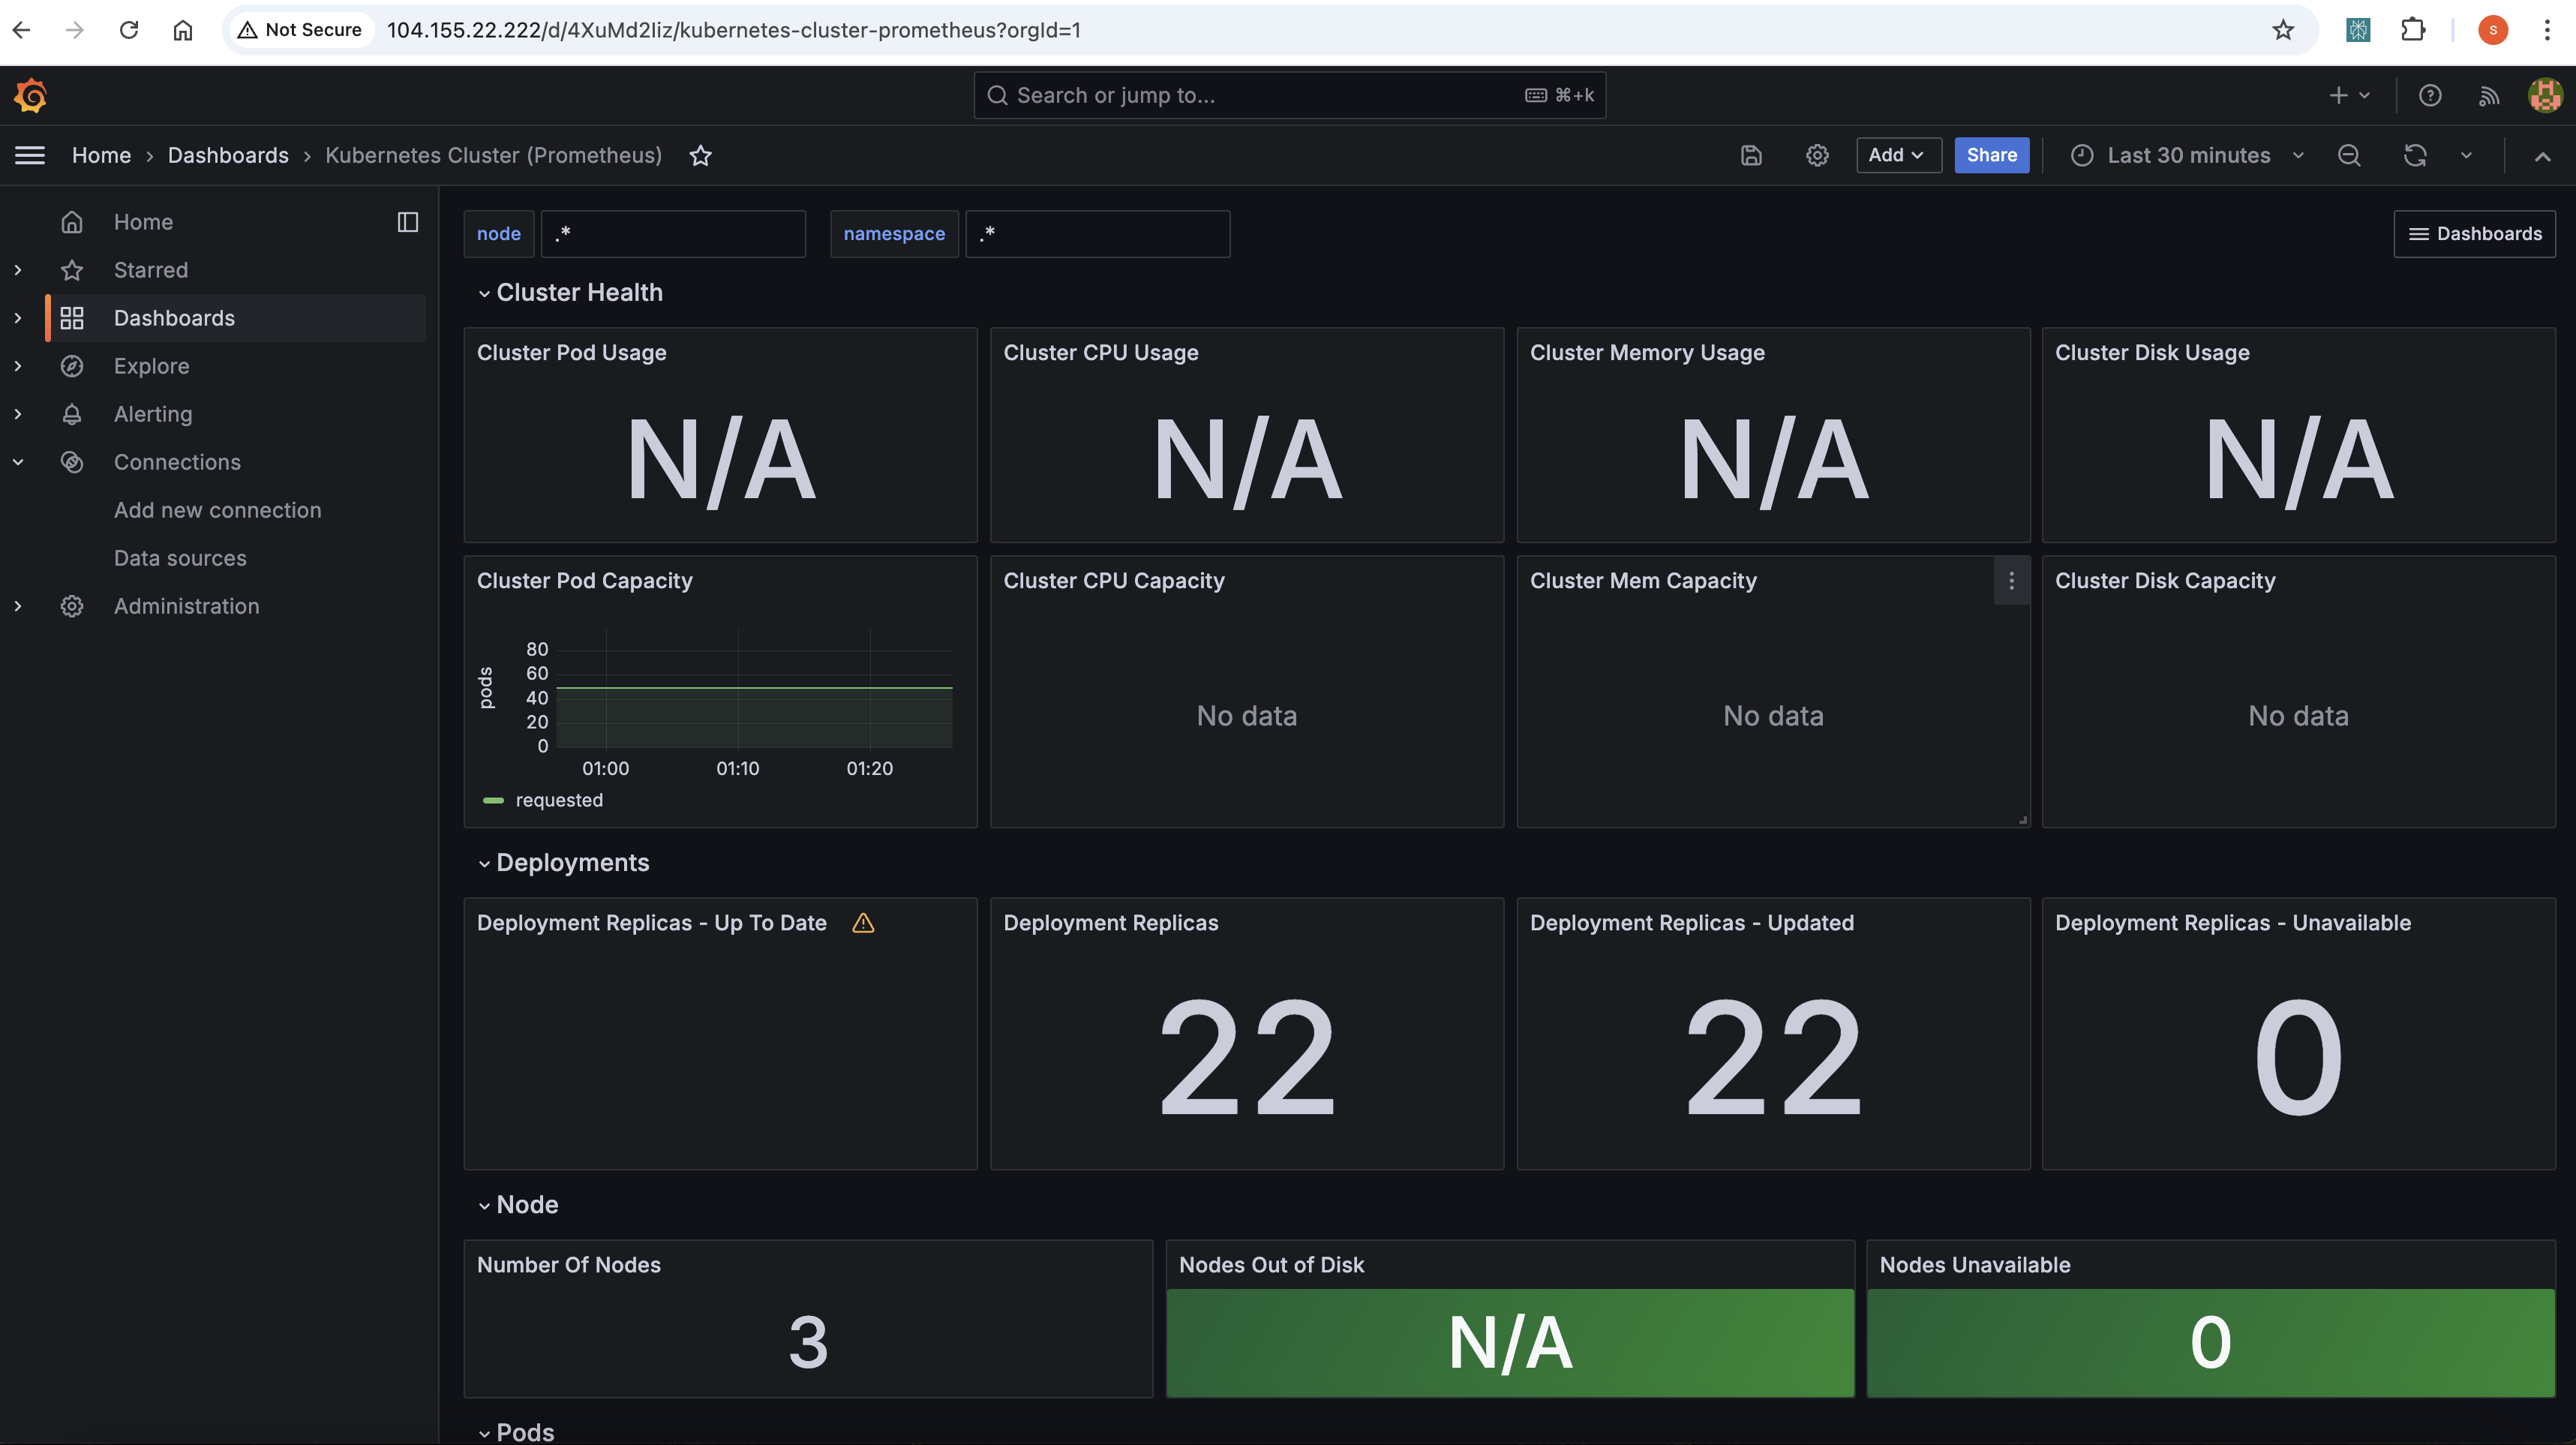 Not Secure 104.155.22.222/d/4XuMd2Iiz/kubernetes-cluster-prometheus?orgId=1 S
Search or jump to... ⌘+k
Home › Dashboards › Kubernetes Cluster (Prometheus) Add Share Last 30 minutes
Home
Starred
Dashboards
Explore
Alerting
Connections
Add new connection
Data sources
Administration
node .* namespace .* Dashboards
Cluster Health
Cluster Pod Usage
N/A
Cluster CPU Usage
N/A
Cluster Memory Usage
N/A
Cluster Disk Usage
N/A
Cluster Pod Capacity
pods
80
60
40
20
0
01:00 01:10 01:20
requested
Cluster CPU Capacity
No data
Cluster Mem Capacity
No data
Cluster Disk Capacity
No data
Deployments
Deployment Replicas - Up To Date
Deployment Replicas
22
Deployment Replicas - Updated
22
Deployment Replicas - Unavailable
0
Node
Number Of Nodes
3
Nodes Out of Disk
N/A
Nodes Unavailable
0
Pods